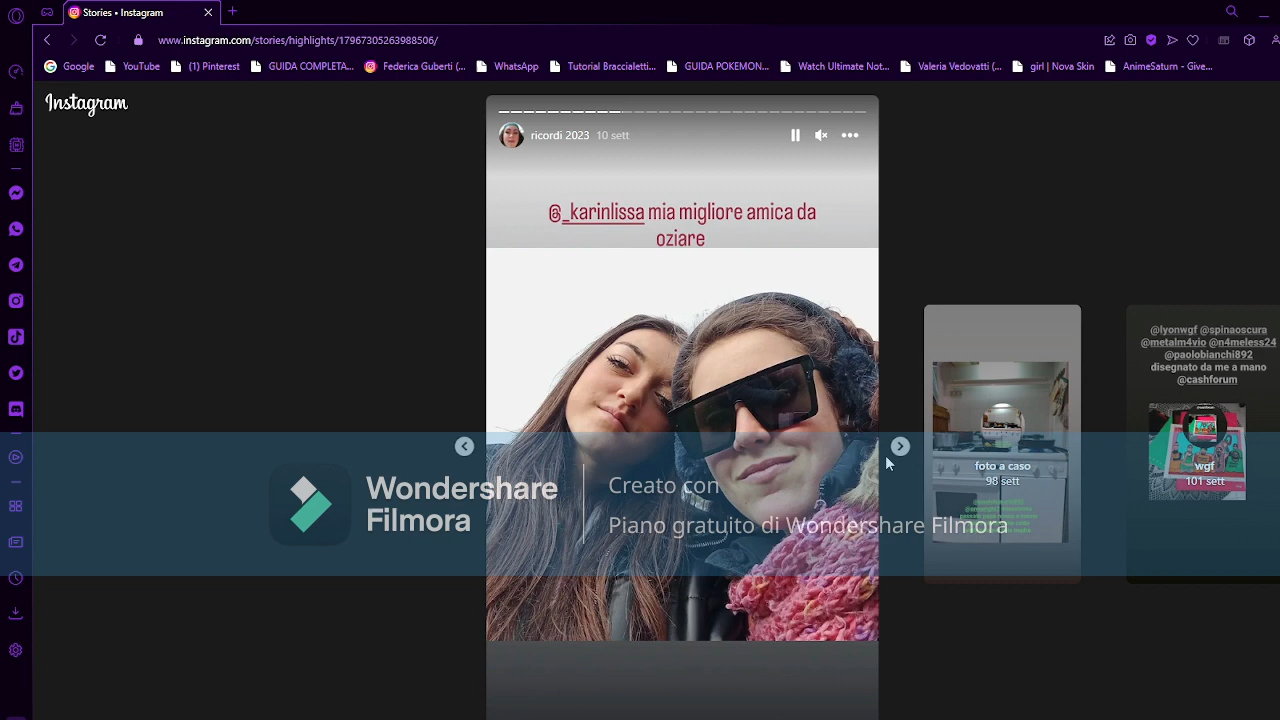 Stories • Instagram
www.instagram.com/stories/highlights/17967305263988506/
Google
YouTube
(1) Pinterest
GUIDA COMPLETA...
Federica Guberti (...
WhatsApp
Tutorial Braccialetti...
GUIDA POKEMON...
Watch Ultimate Not...
Valeria Vedovatti (...
girl | Nova Skin
AnimeSaturn - Give...
Instagram
ricordi 2023 10 sett
@_karinlissa mia migliore amica da
oziare
foto a caso
98 sett
@lyonwgf @spinaoscura
@metalm4vio @n4meless24
@paolobianchi892
disegnato da me a mano
@cashforum
wgf
101 sett
Wondershare
Filmora
Creato con
Piano gratuito di Wondershare Filmora